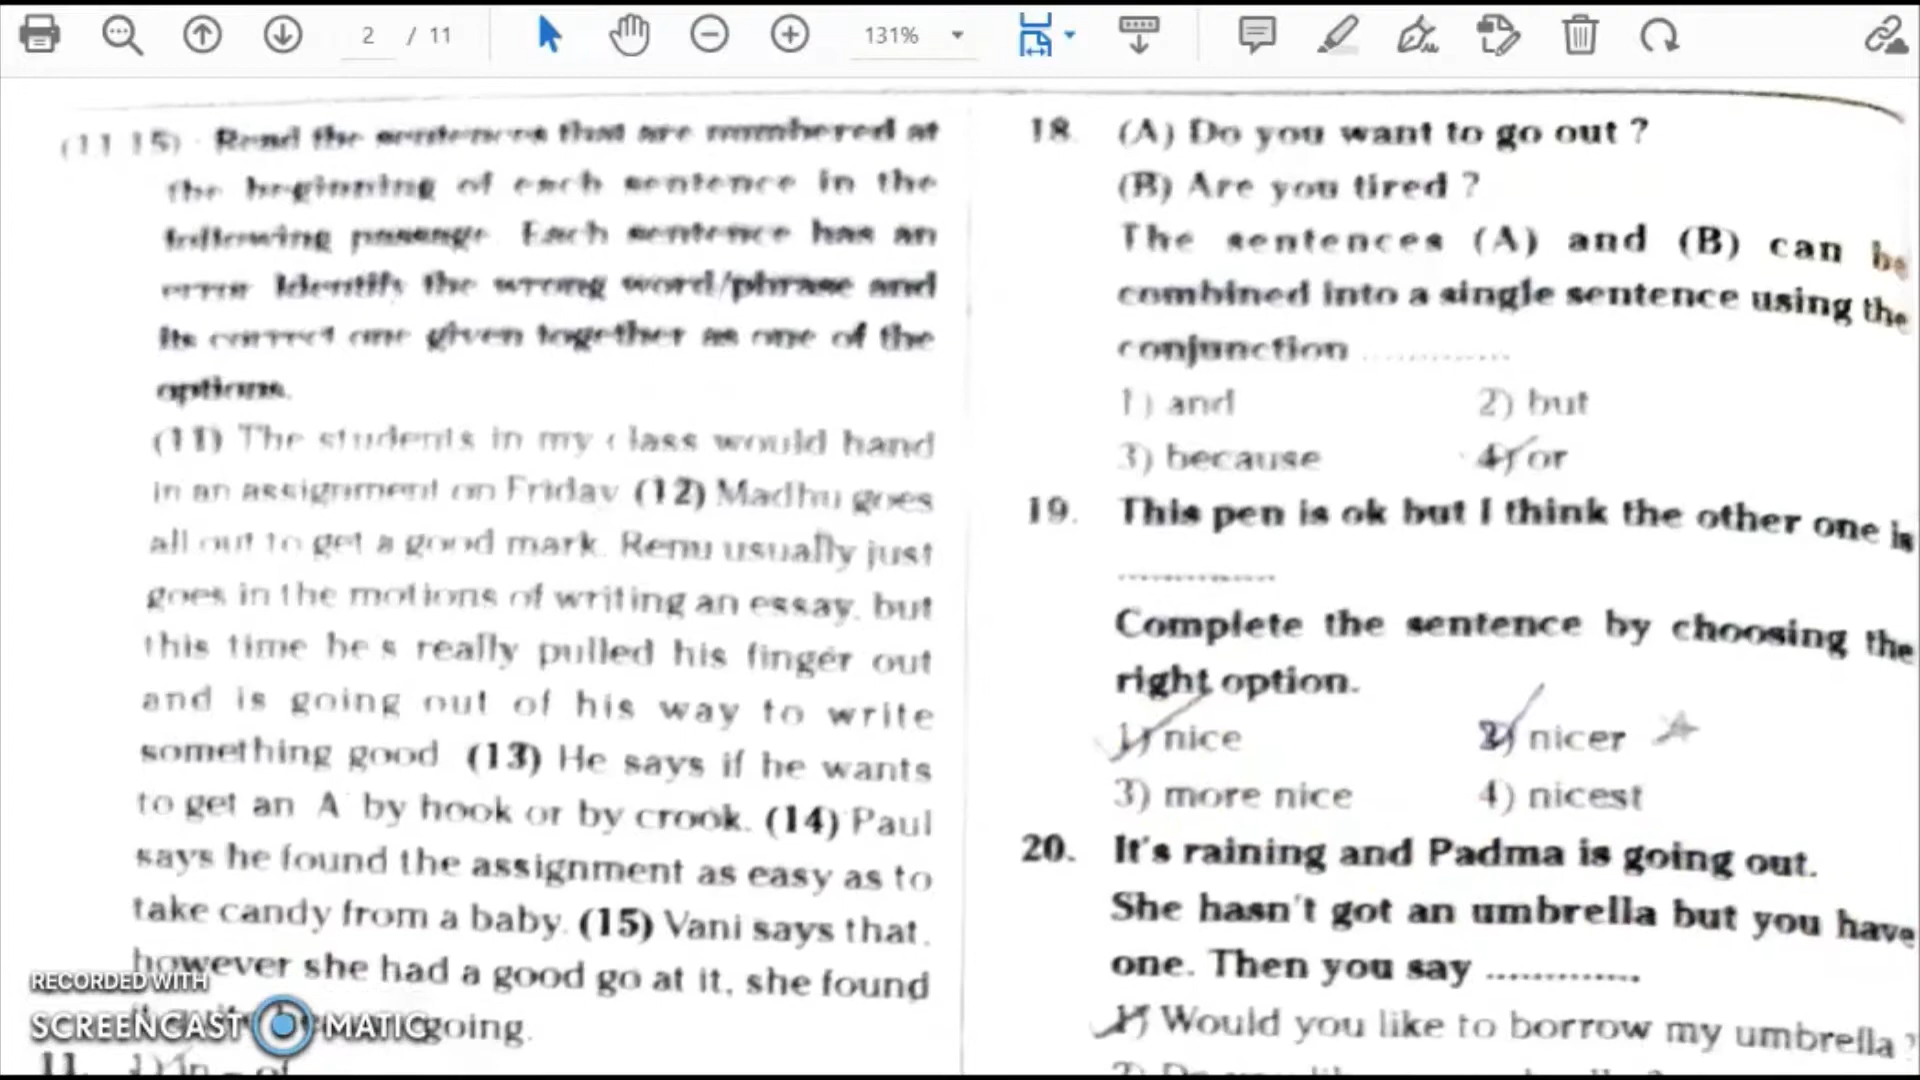 2 / 11
131%
(11-15) Read the sentences that are numbered at
the beginning of each sentence in the
following passage. Each sentence has an
error. Identify the wrong word/phrase and
its correct one given together as one of the
options.
(11) The students in my class would hand
in an assignment on Friday. (12) Madhu goes
all out to get a good mark. Renu usually just
goes in the motions of writing an essay, but
this time he's really pulled his finger out
and is going out of his way to write
something good. (13) He says if he wants
to get an 'A' by hook or by crook. (14) Paul
says he found the assignment as easy as to
take candy from a baby. (15) Vani says that,
however she had a good go at it, she found
going.
11. 1) in - of
18. (A) Do you want to go out ?
(B) Are you tired ?
The sentences (A) and (B) can be
combined into a single sentence using the
conjunction .............
1) and 2) but
3) because 4) or
19. This pen is ok but I think the other one is
.............
Complete the sentence by choosing the
right option.
1) nice 2) nicer
3) more nice 4) nicest
20. It's raining and Padma is going out.
She hasn't got an umbrella but you have
one. Then you say .............
1) Would you like to borrow my umbrella ?
RECORDED WITH
SCREENCAST MATIC